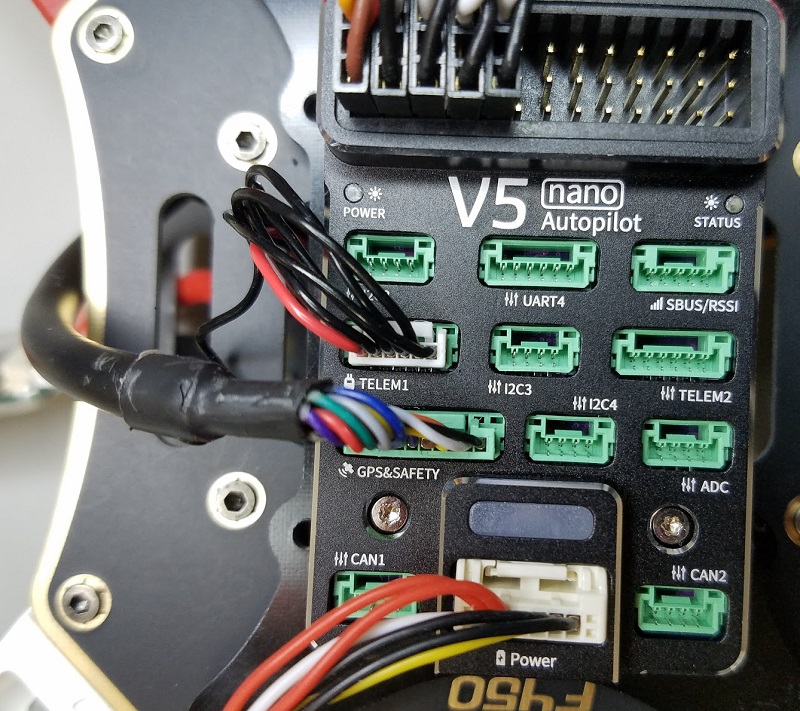 V5 nano
Autopilot
POWER
STATUS
UART4
SBUS/RSSI
TELEM1
I2C3
I2C4
TELEM2
GPS&SAFETY
ADC
CAN1
CAN2
Power
F450